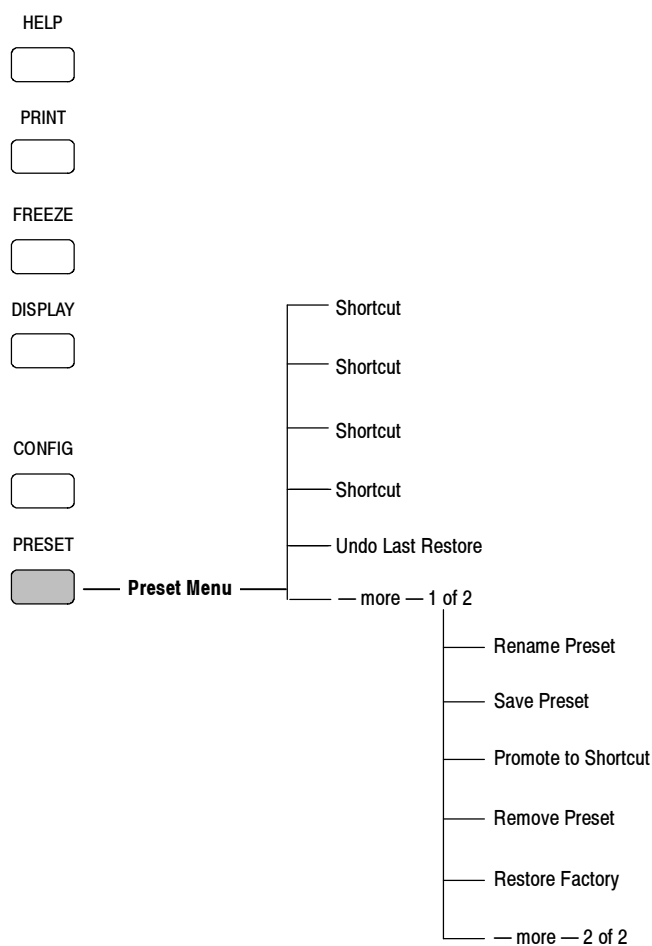 HELP
PRINT
FREEZE
DISPLAY
CONFIG
PRESET
Preset Menu
Shortcut
Shortcut
Shortcut
Shortcut
Undo Last Restore
— more — 1 of 2
Rename Preset
Save Preset
Promote to Shortcut
Remove Preset
Restore Factory
— more — 2 of 2